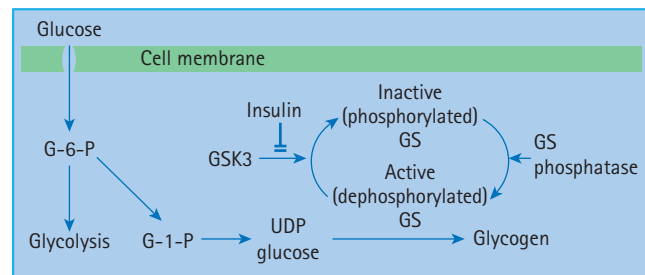 Glucose
Cell membrane
Inactive
(phosphorylated)
GS
Insulin
G-6-P
GSK3
GS
phosphatase
Active
(dephosphorylated)
GS
Glycolysis
G-1-P
UDP
glucose
Glycogen